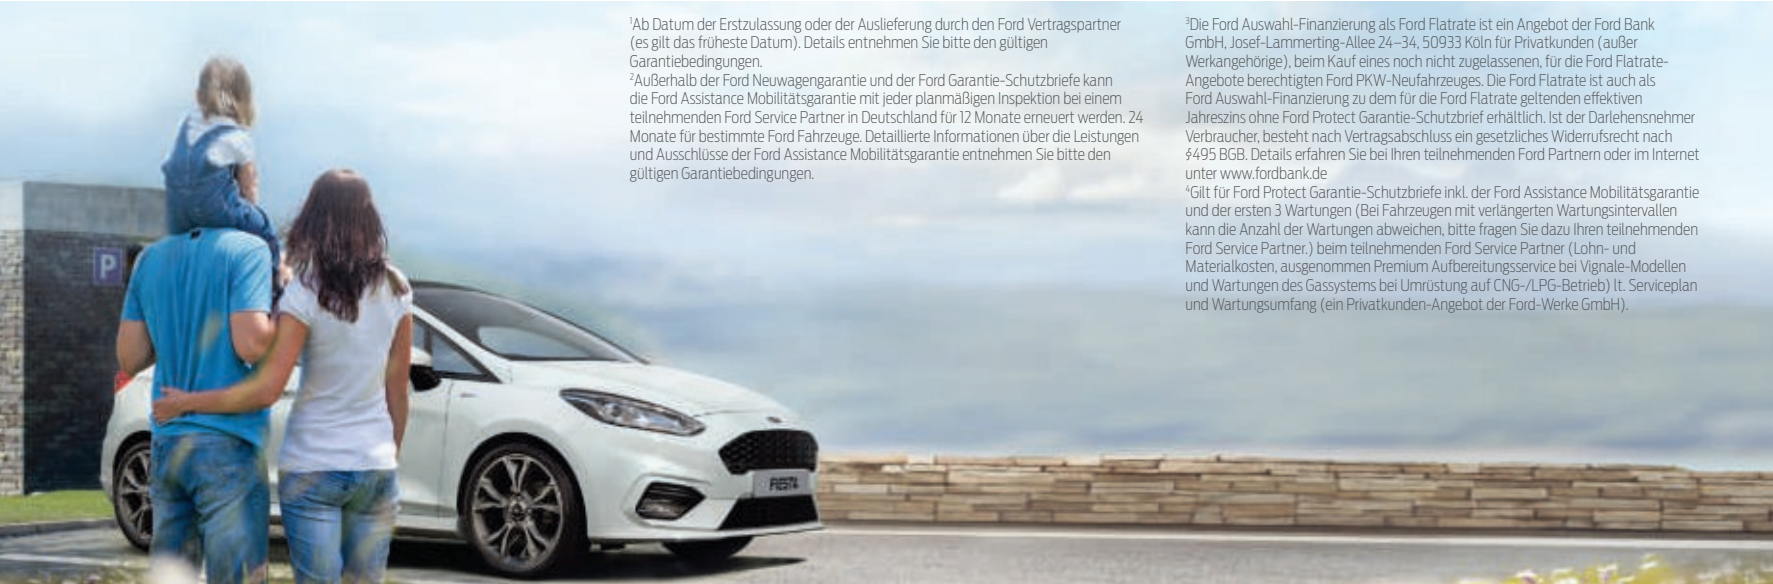 ¹Ab Datum der Erstzulassung oder der Auslieferung durch den Ford Vertragspartner
(es gilt das früheste Datum). Details entnehmen Sie bitte den gültigen
Garantiebedingungen.
²Außerhalb der Ford Neuwagengarantie und der Ford Garantie-Schutzbriefe kann
die Ford Assistance Mobilitätsgarantie mit jeder planmäßigen Inspektion bei einem
teilnehmenden Ford Service Partner in Deutschland für 12 Monate erneuert werden. 24
Monate für bestimmte Ford Fahrzeuge. Detaillierte Informationen über die Leistungen
und Ausschlüsse der Ford Assistance Mobilitätsgarantie entnehmen Sie bitte den
gültigen Garantiebedingungen.
³Die Ford Auswahl-Finanzierung als Ford Flatrate ist ein Angebot der Ford Bank
GmbH, Josef-Lammerting-Allee 24–34, 50933 Köln für Privatkunden (außer
Werkangehörige), beim Kauf eines noch nicht zugelassenen, für die Ford Flatrate-
Angebote berechtigten Ford PKW-Neufahrzeuges. Die Ford Flatrate ist auch als
Ford Auswahl-Finanzierung zu dem für die Ford Flatrate geltenden effektiven
Jahreszins ohne Ford Protect Garantie-Schutzbrief erhältlich. Ist der Darlehensnehmer
Verbraucher, besteht nach Vertragsabschluss ein gesetzliches Widerrufsrecht nach
§495 BGB. Details erfahren Sie bei Ihren teilnehmenden Ford Partnern oder im Internet
unter www.fordbank.de
⁴Gilt für Ford Protect Garantie-Schutzbriefe inkl. der Ford Assistance Mobilitätsgarantie
und der ersten 3 Wartungen (Bei Fahrzeugen mit verlängerten Wartungsintervallen
kann die Anzahl der Wartungen abweichen, bitte fragen Sie dazu Ihren teilnehmenden
Ford Service Partner.) beim teilnehmenden Ford Service Partner (Lohn- und
Materialkosten, ausgenommen Premium Aufbereitungsservice bei Vignale-Modellen
und Wartungen des Gassystems bei Umrüstung auf CNG-/LPG-Betrieb) lt. Serviceplan
und Wartungsumfang (ein Privatkunden-Angebot der Ford-Werke GmbH).
P
FIESTA